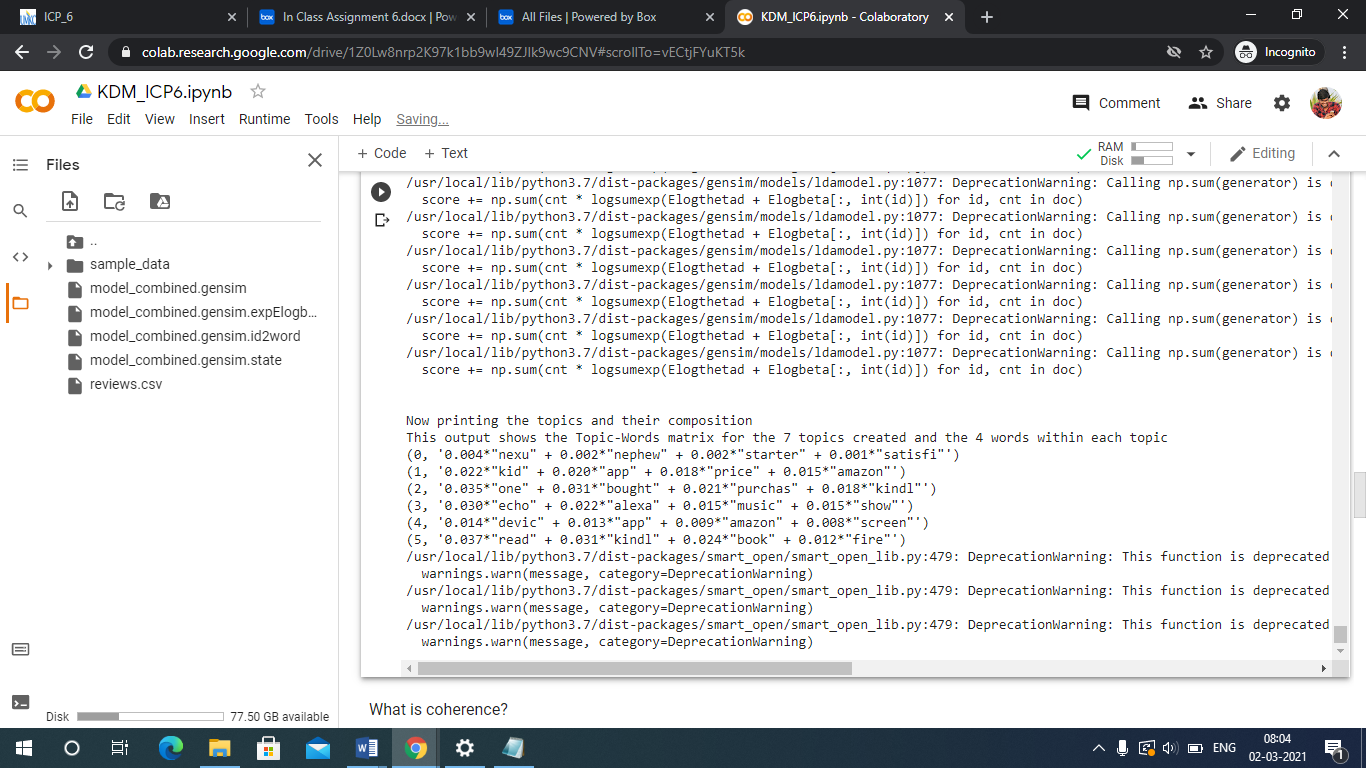 ICP_6
In Class Assignment 6.docx | Pow
All Files | Powered by Box
KDM_ICP6.ipynb - Colaboratory
colab.research.google.com/drive/1Z0Lw8nrp2K97k1bb9wl49ZJIk9wc9CNV#scrollTo=vECtjFYuKT5k
Incognito
KDM_ICP6.ipynb
File Edit View Insert Runtime Tools Help Saving...
Comment
Share
+ Code + Text
RAM
Disk
Editing
Files
..
sample_data
model_combined.gensim
model_combined.gensim.expElogb...
model_combined.gensim.id2word
model_combined.gensim.state
reviews.csv
Disk 77.50 GB available
/usr/local/lib/python3.7/dist-packages/gensim/models/ldamodel.py:1077: DeprecationWarning: Calling np.sum(generator) is
score += np.sum(cnt * logsumexp(Elogthetad + Elogbeta[:, int(id)]) for id, cnt in doc)
/usr/local/lib/python3.7/dist-packages/gensim/models/ldamodel.py:1077: DeprecationWarning: Calling np.sum(generator) is
score += np.sum(cnt * logsumexp(Elogthetad + Elogbeta[:, int(id)]) for id, cnt in doc)
/usr/local/lib/python3.7/dist-packages/gensim/models/ldamodel.py:1077: DeprecationWarning: Calling np.sum(generator) is
score += np.sum(cnt * logsumexp(Elogthetad + Elogbeta[:, int(id)]) for id, cnt in doc)
/usr/local/lib/python3.7/dist-packages/gensim/models/ldamodel.py:1077: DeprecationWarning: Calling np.sum(generator) is
score += np.sum(cnt * logsumexp(Elogthetad + Elogbeta[:, int(id)]) for id, cnt in doc)
/usr/local/lib/python3.7/dist-packages/gensim/models/ldamodel.py:1077: DeprecationWarning: Calling np.sum(generator) is
score += np.sum(cnt * logsumexp(Elogthetad + Elogbeta[:, int(id)]) for id, cnt in doc)
/usr/local/lib/python3.7/dist-packages/gensim/models/ldamodel.py:1077: DeprecationWarning: Calling np.sum(generator) is
score += np.sum(cnt * logsumexp(Elogthetad + Elogbeta[:, int(id)]) for id, cnt in doc)
Now printing the topics and their composition
This output shows the Topic-Words matrix for the 7 topics created and the 4 words within each topic
(0, '0.004*"nexu" + 0.002*"nephew" + 0.002*"starter" + 0.001*"satisfi"')
(1, '0.022*"kid" + 0.020*"app" + 0.018*"price" + 0.015*"amazon"')
(2, '0.035*"one" + 0.031*"bought" + 0.021*"purchas" + 0.018*"kindl"')
(3, '0.030*"echo" + 0.022*"alexa" + 0.015*"music" + 0.015*"show"')
(4, '0.014*"devic" + 0.013*"app" + 0.009*"amazon" + 0.008*"screen"')
(5, '0.037*"read" + 0.031*"kindl" + 0.024*"book" + 0.012*"fire"')
/usr/local/lib/python3.7/dist-packages/smart_open/smart_open_lib.py:479: DeprecationWarning: This function is deprecated
warnings.warn(message, category=DeprecationWarning)
/usr/local/lib/python3.7/dist-packages/smart_open/smart_open_lib.py:479: DeprecationWarning: This function is deprecated
warnings.warn(message, category=DeprecationWarning)
/usr/local/lib/python3.7/dist-packages/smart_open/smart_open_lib.py:479: DeprecationWarning: This function is deprecated
warnings.warn(message, category=DeprecationWarning)
What is coherence?
ENG
08:04
02-03-2021
1